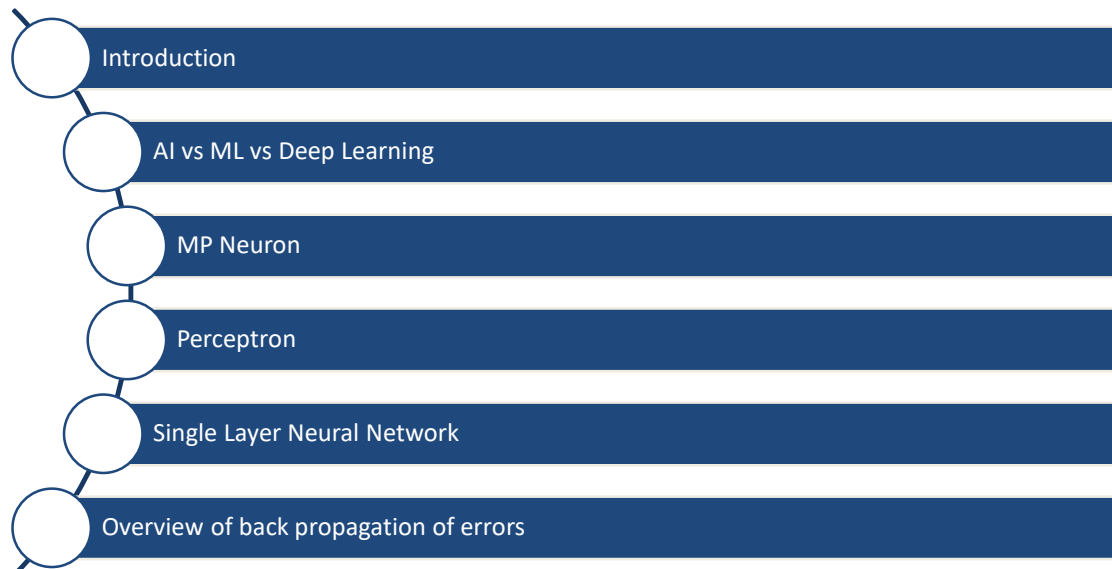 Introduction
AI vs ML vs Deep Learning
MP Neuron
Perceptron
Single Layer Neural Network
Overview of back propagation of errors